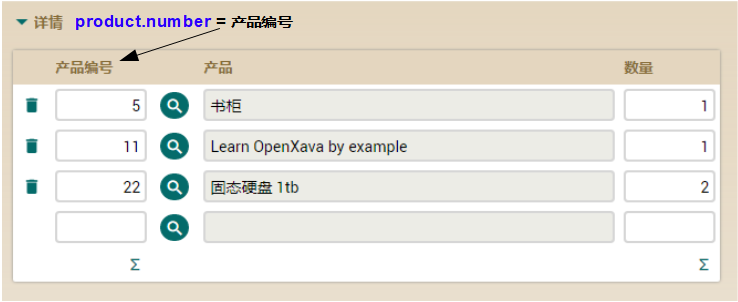 详情 product.number = 产品编号
产品编号 产品 数量
5 书柜 1
11 Learn OpenXava by example 1
22 固态硬盘 1tb 2
Σ Σ